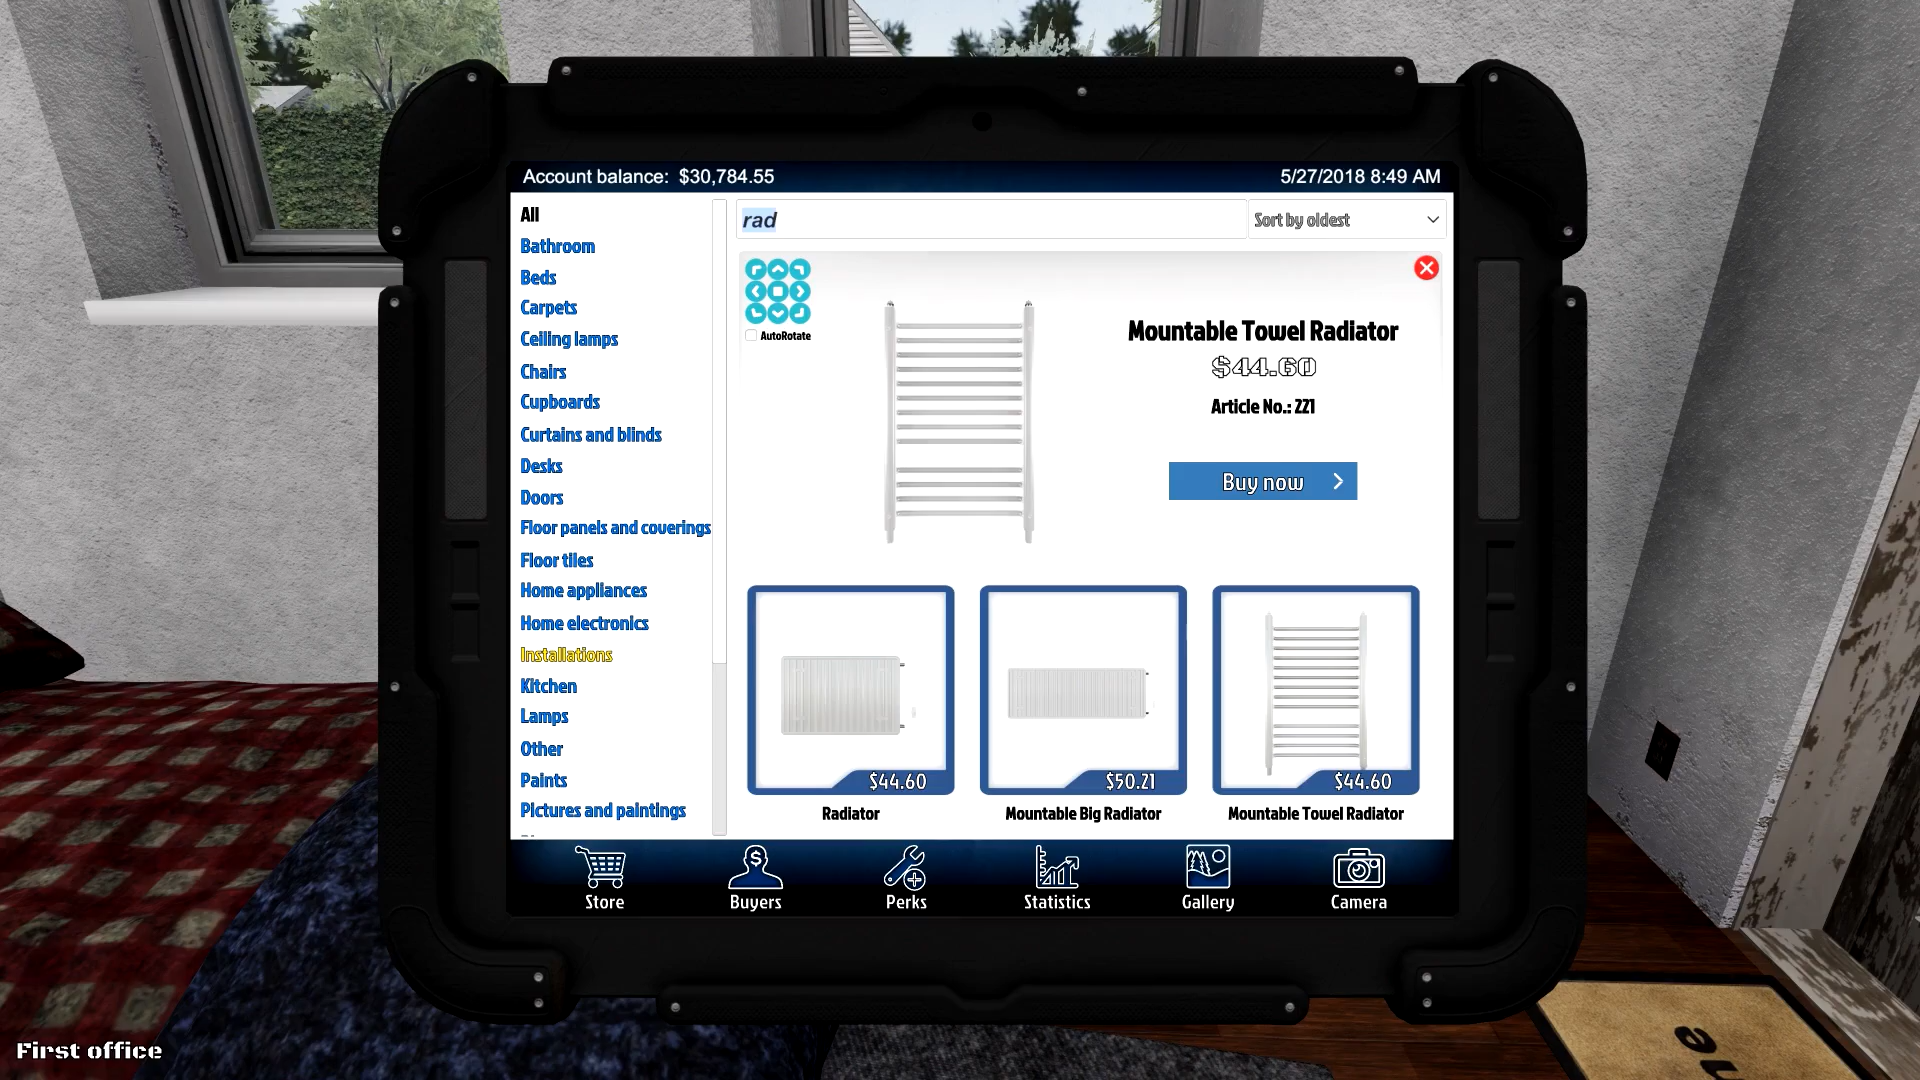 Account balance: $30,784.55
5/27/2018 8:49 AM
All
Bathroom
Beds
Carpets
Ceiling lamps
Chairs
Cupboards
Curtains and blinds
Desks
Doors
Floor panels and coverings
Floor tiles
Home appliances
Home electronics
Installations
Kitchen
Lamps
Other
Paints
Pictures and paintings
rad
Sort by oldest
AutoRotate
Mountable Towel Radiator
$44.60
Article No.: 221
Buy now
$44.60
Radiator
$50.21
Mountable Big Radiator
$44.60
Mountable Towel Radiator
Store
Buyers
Perks
Statistics
Gallery
Camera
First office